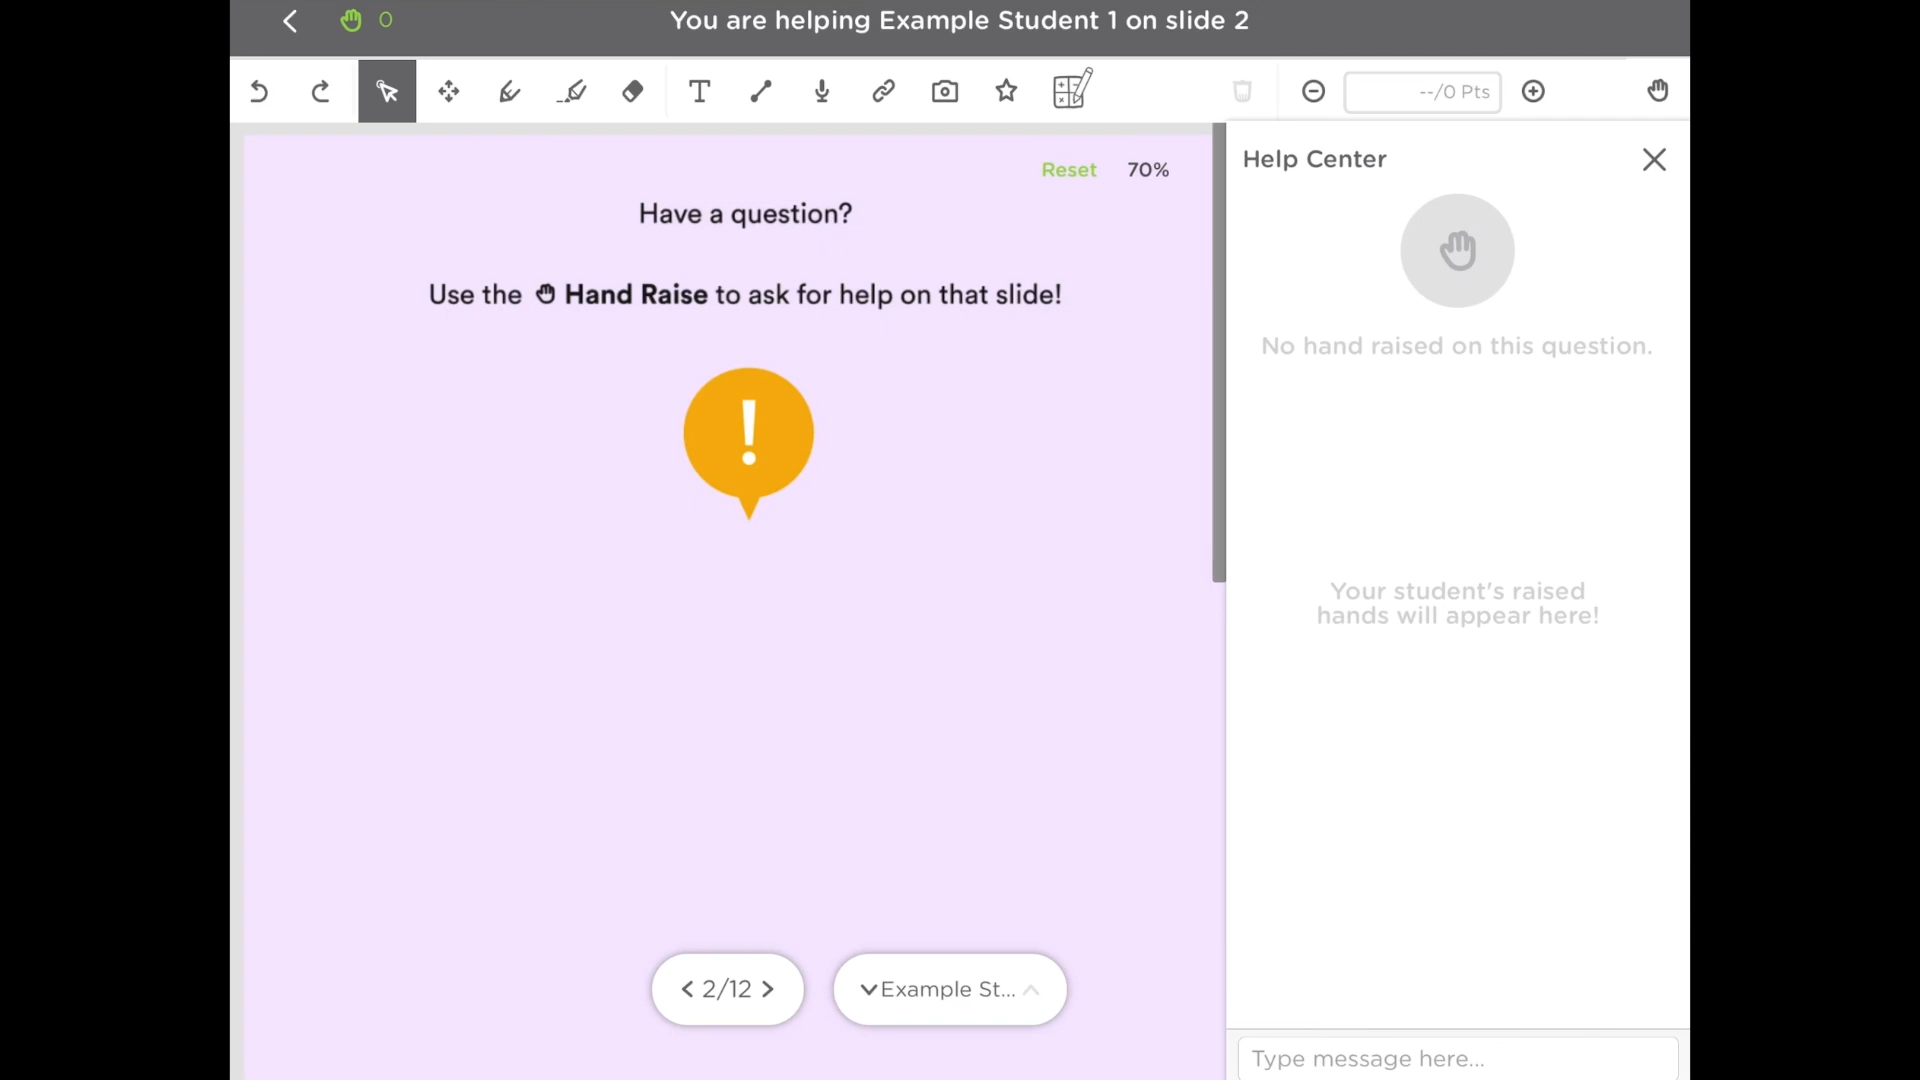 0
You are helping Example Student 1 on slide 2
--/0 Pts
Reset 70%
Have a question?
Use the Hand Raise to ask for help on that slide!
!
2/12
Example St...
Help Center
No hand raised on this question.
Your student's raised
hands will appear here!
Type message here...